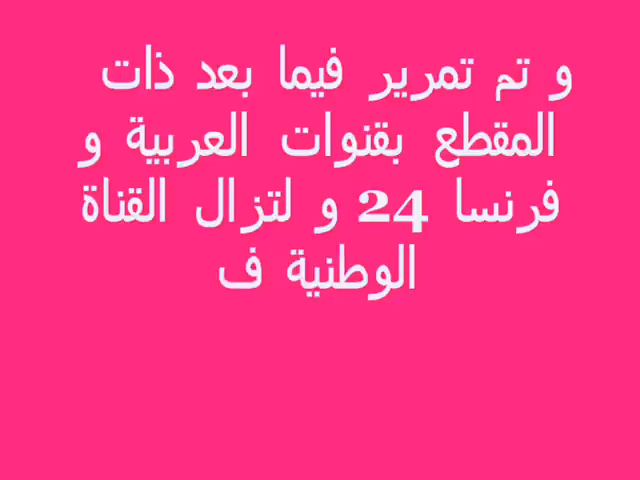 و تم تمرير فيما بعد ذات
المقطع بقنوات العربية و
فرنسا 24 و لتزال القناة
الوطنية ف